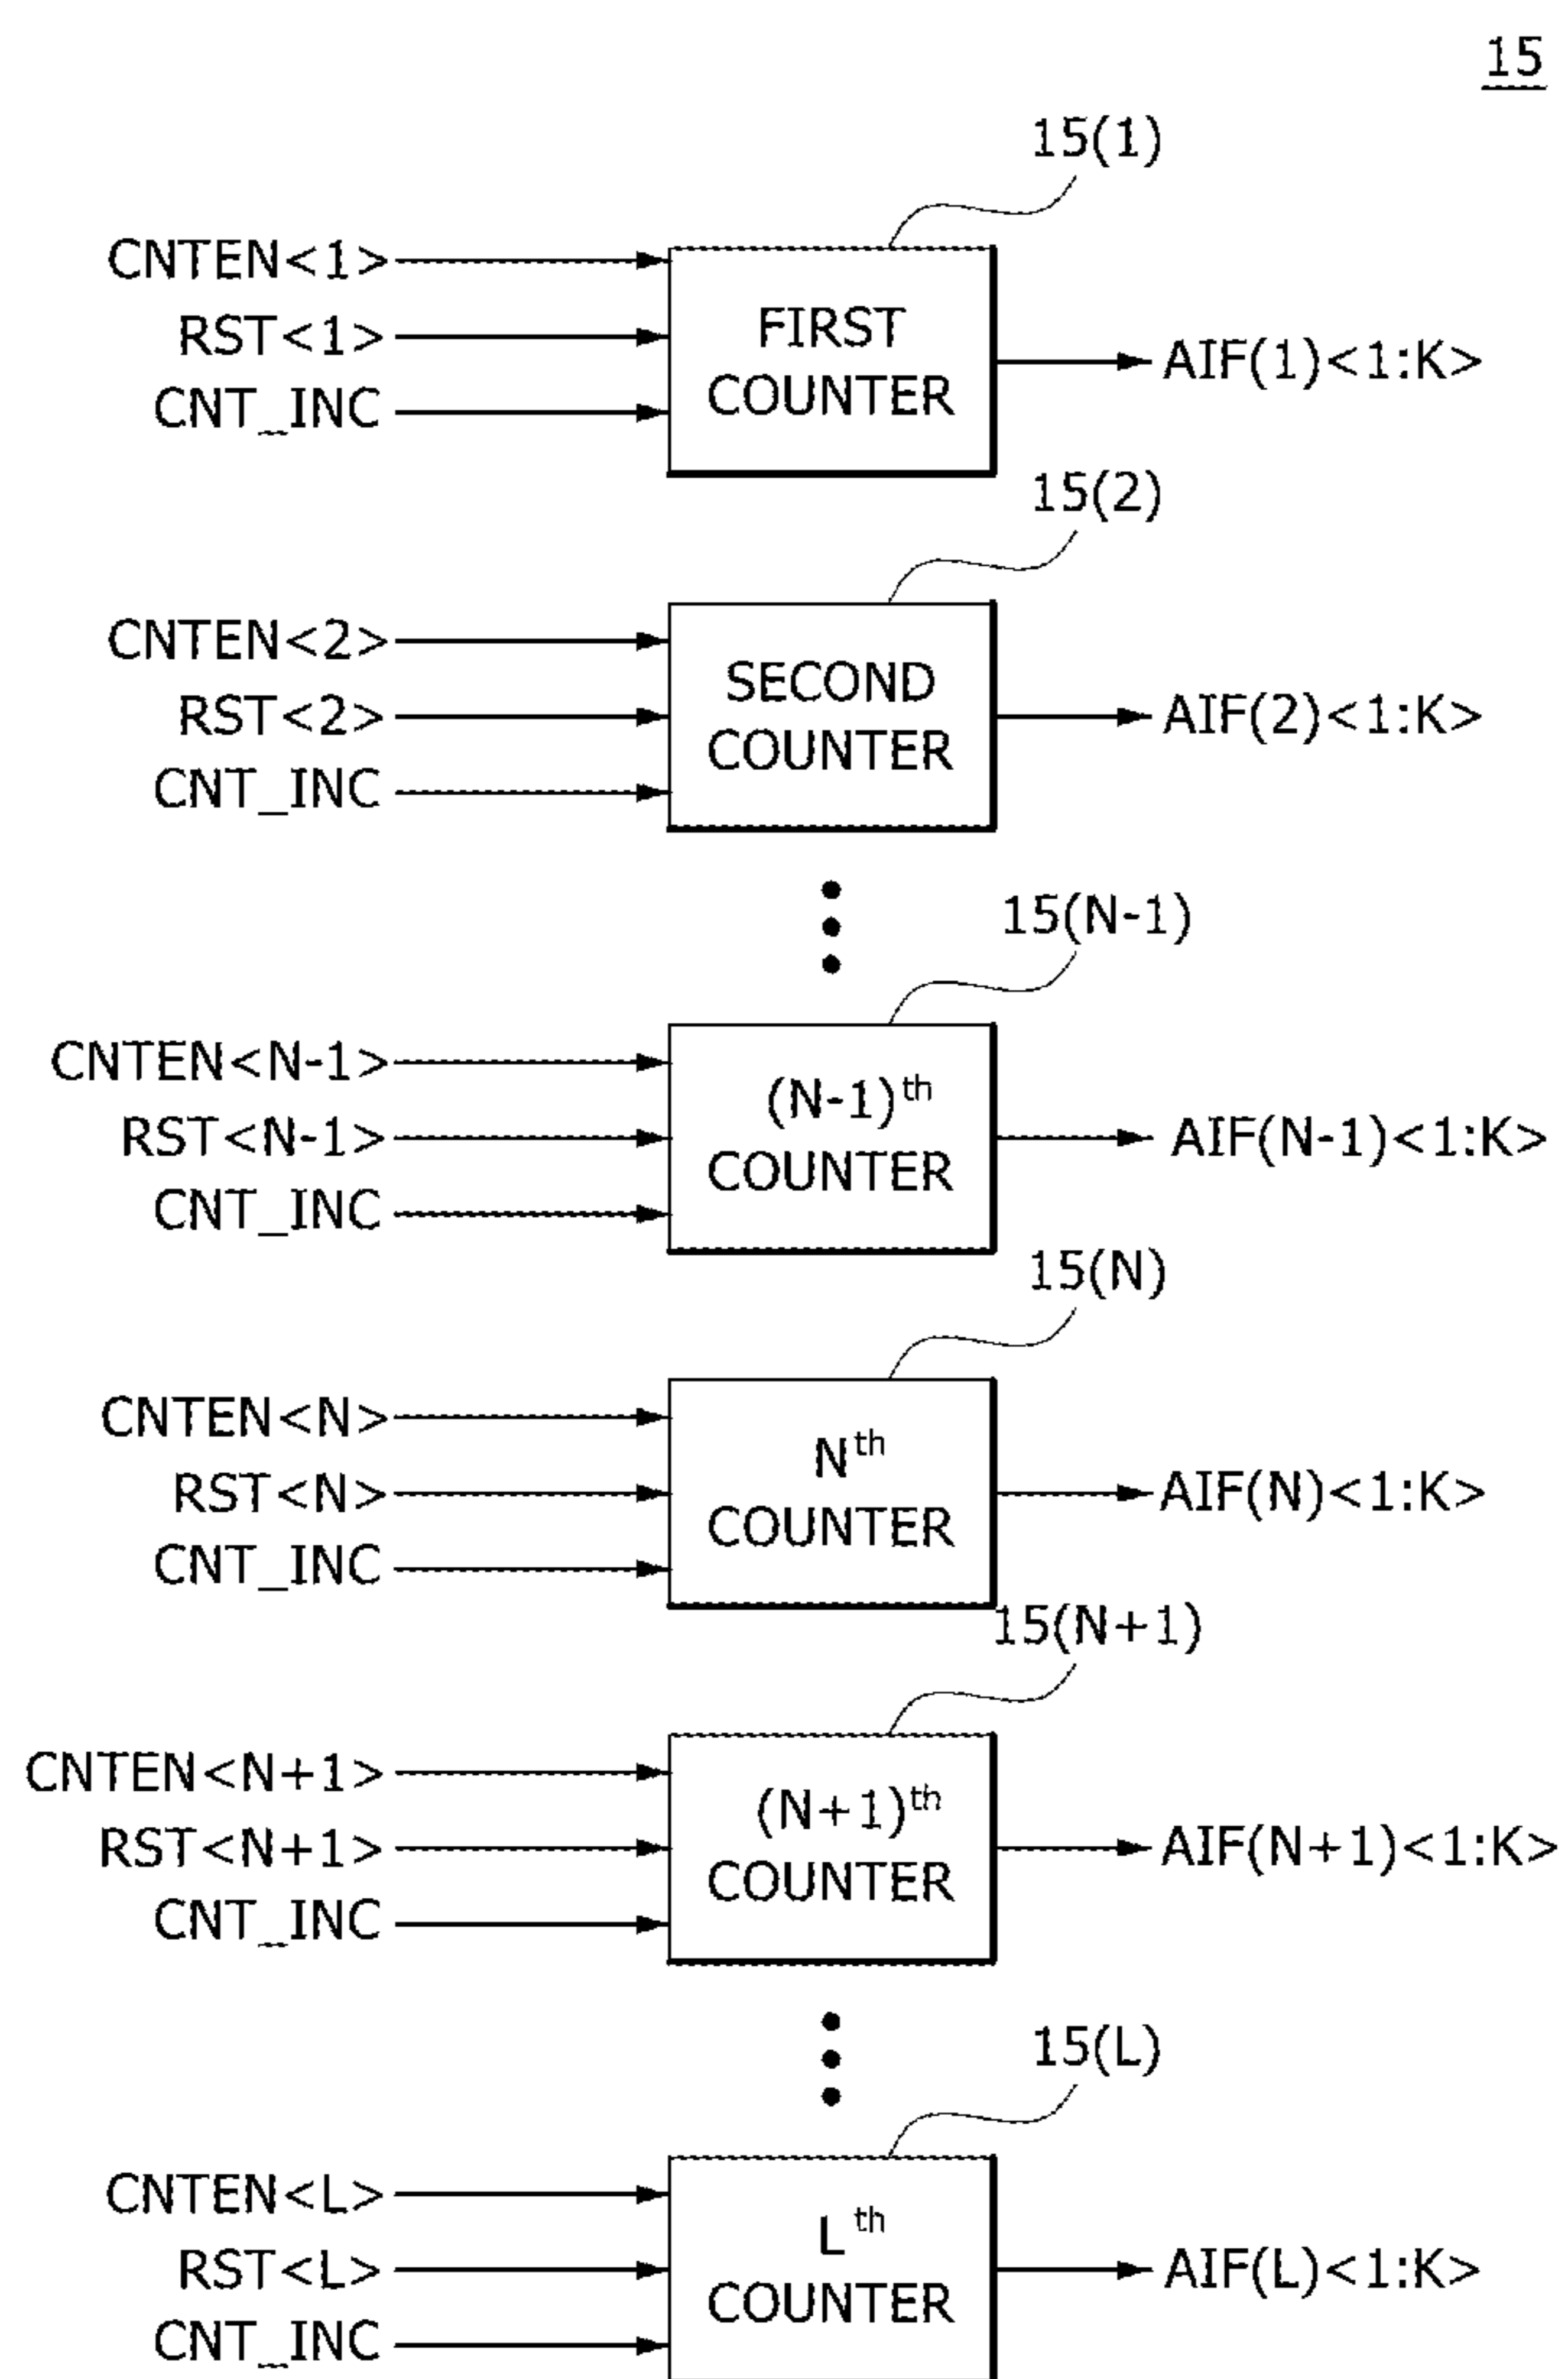 15
15(1)
CNTEN<1>
RST<1>
CNT_INC
FIRST
COUNTER
AIF(1)<1:K>
15(2)
CNTEN<2>
RST<2>
CNT_INC
SECOND
COUNTER
AIF(2)<1:K>
15(N-1)
CNTEN<N-1>
RST<N-1>
CNT_INC
(N-1)th
COUNTER
AIF(N-1)<1:K>
15(N)
CNTEN<N>
RST<N>
CNT_INC
Nth
COUNTER
AIF(N)<1:K>
15(N+1)
CNTEN<N+1>
RST<N+1>
CNT_INC
(N+1)th
COUNTER
AIF(N+1)<1:K>
15(L)
CNTEN<L>
RST<L>
CNT_INC
Lth
COUNTER
AIF(L)<1:K>